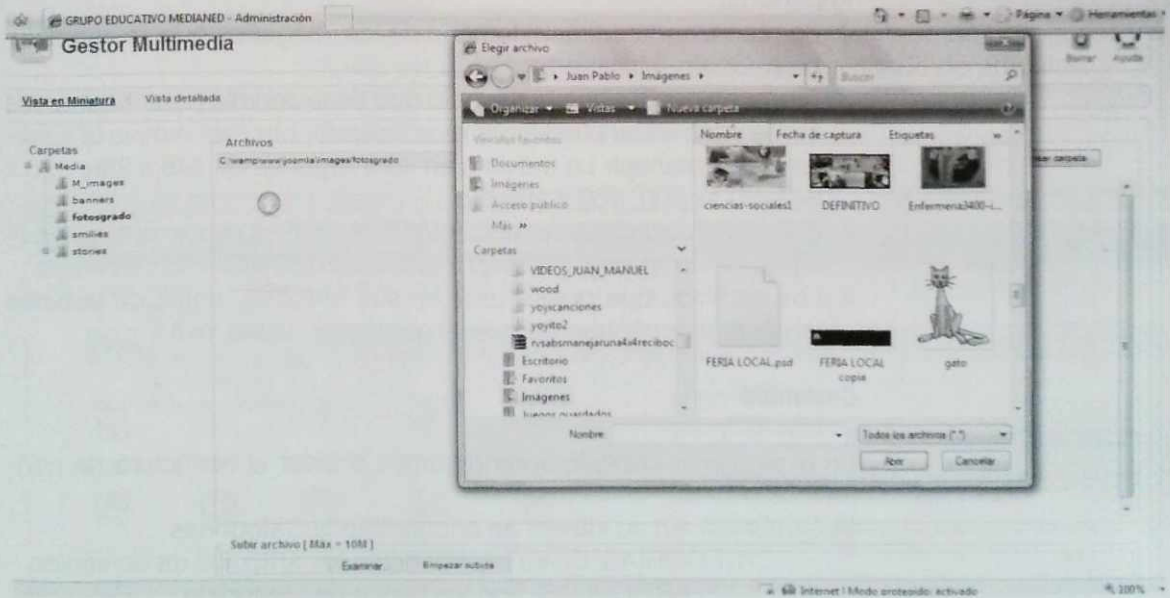 GRUPO EDUCATIVO MEDIANED - Administración
Página
Herramientas
Gestor Multimedia
Borrar
Ayuda
Vista en Miniatura
Vista detallada
Carpetas
Media
M_images
banners
fotosgrado
smilies
stories
Archivos
C:\wamp\www\joomla/images/fotosgrado
Elegir archivo
Juan Pablo
Imágenes
Buscar
Organizar
Vistas
Nueva carpeta
Vínculos favoritos
Documentos
Imágenes
Acceso público
Más »
Carpetas
VIDEOS_JUAN_MANUEL
wood
yoyiscanciones
yoyito2
Escritorio
Favoritos
Imágenes
Juegos guardados
Nombre
Fecha de captura
Etiquetas
»
ciencias-sociales1
DEFINITIVO
FERIA LOCAL.psd
FERIA LOCAL
copia
gato
carpeta
Nombre:
Todos los archivos (*.*)
Abrir
Cancelar
Subir archivo [ Máx = 10M ]
Examinar
Empezar subida
Internet | Modo protegido: activado
100%